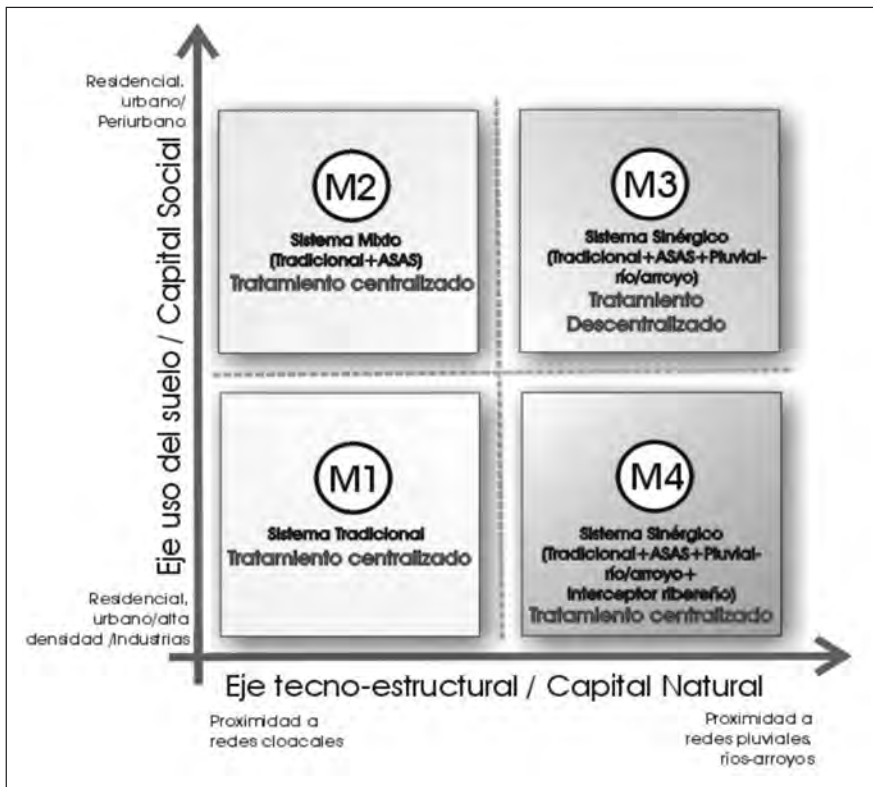 Residencial,
urbano/
Periurbano
Eje uso del suelo / Capital Social
M2
Sistema Mixto
(Tradicional+ASAS)
Tratamiento centralizado
M3
Sistema Sinérgico
(Tradicional+ASAS+Pluvial-
río/arroyo)
Tratamiento
Descentralizado
M1
Sistema Tradicional
Tratamiento centralizado
M4
Sistema Sinérgico
(Tradicional+ASAS+Pluvial-
río/arroyo+
Interceptor ribereño)
Tratamiento centralizado
Residencial,
urbano/alta
densidad /Industrias
Eje tecno-estructural / Capital Natural
Proximidad a
redes cloacales
Proximidad a
redes pluviales,
ríos-arroyos